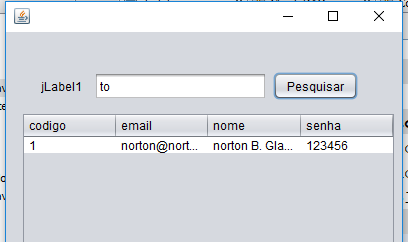 jLabel1 to Pesquisar
codigo email nome senha
1 norton@nort... norton B. Gla... 123456